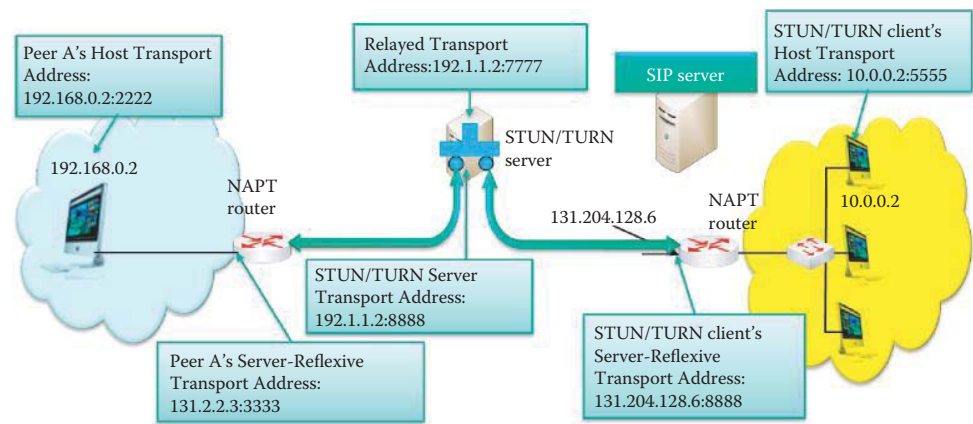 Peer A's Host Transport
Address:
192.168.0.2:2222
Relayed Transport
Address:192.1.1.2:7777
SIP server
STUN/TURN client's
Host Transport
Address: 10.0.0.2:5555
192.168.0.2
STUN/TURN
server
NAPT
router
131.204.128.6
NAPT
router
10.0.0.2
STUN/TURN Server
Transport Address:
192.1.1.2:8888
Peer A's Server-Reflexive
Transport Address:
131.2.2.3:3333
STUN/TURN client's
Server-Reflexive
Transport Address:
131.204.128.6:8888